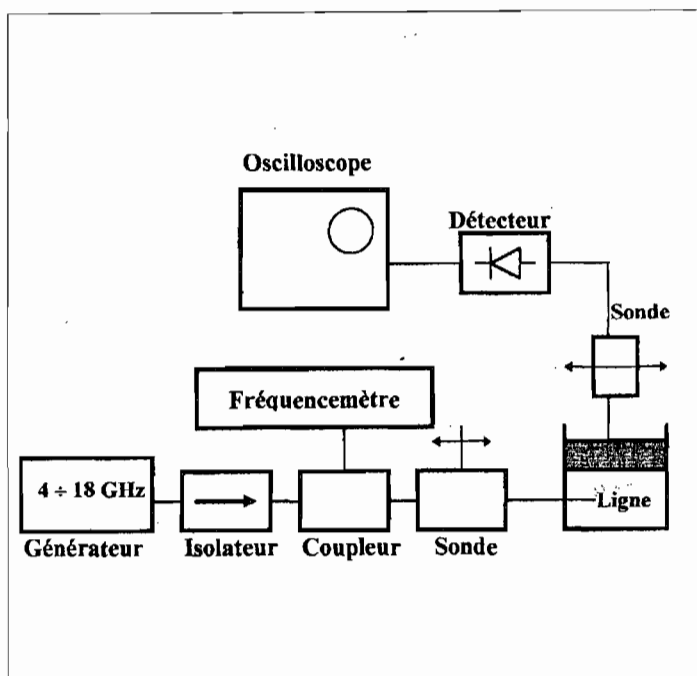 Oscilloscope
Détecteur
Sonde
Fréquencemètre
4 ÷ 18 GHz
Ligne
Générateur
Isolateur
Coupleur
Sonde